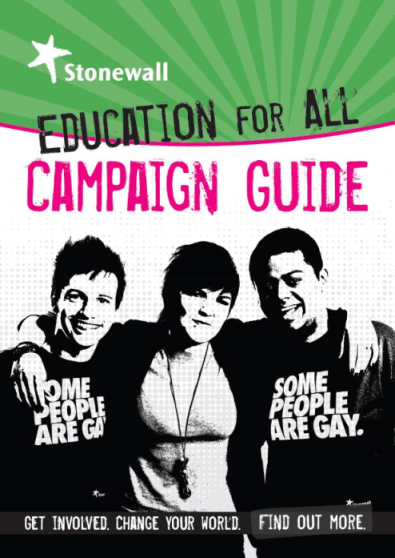 Stonewall
EDUCATION FOR ALL
CAMPAIGN GUIDE
SOME
PEOPLE
ARE GAY
SOME
PEOPLE
ARE GAY.
GET INVOLVED. CHANGE YOUR WORLD. FIND OUT MORE.